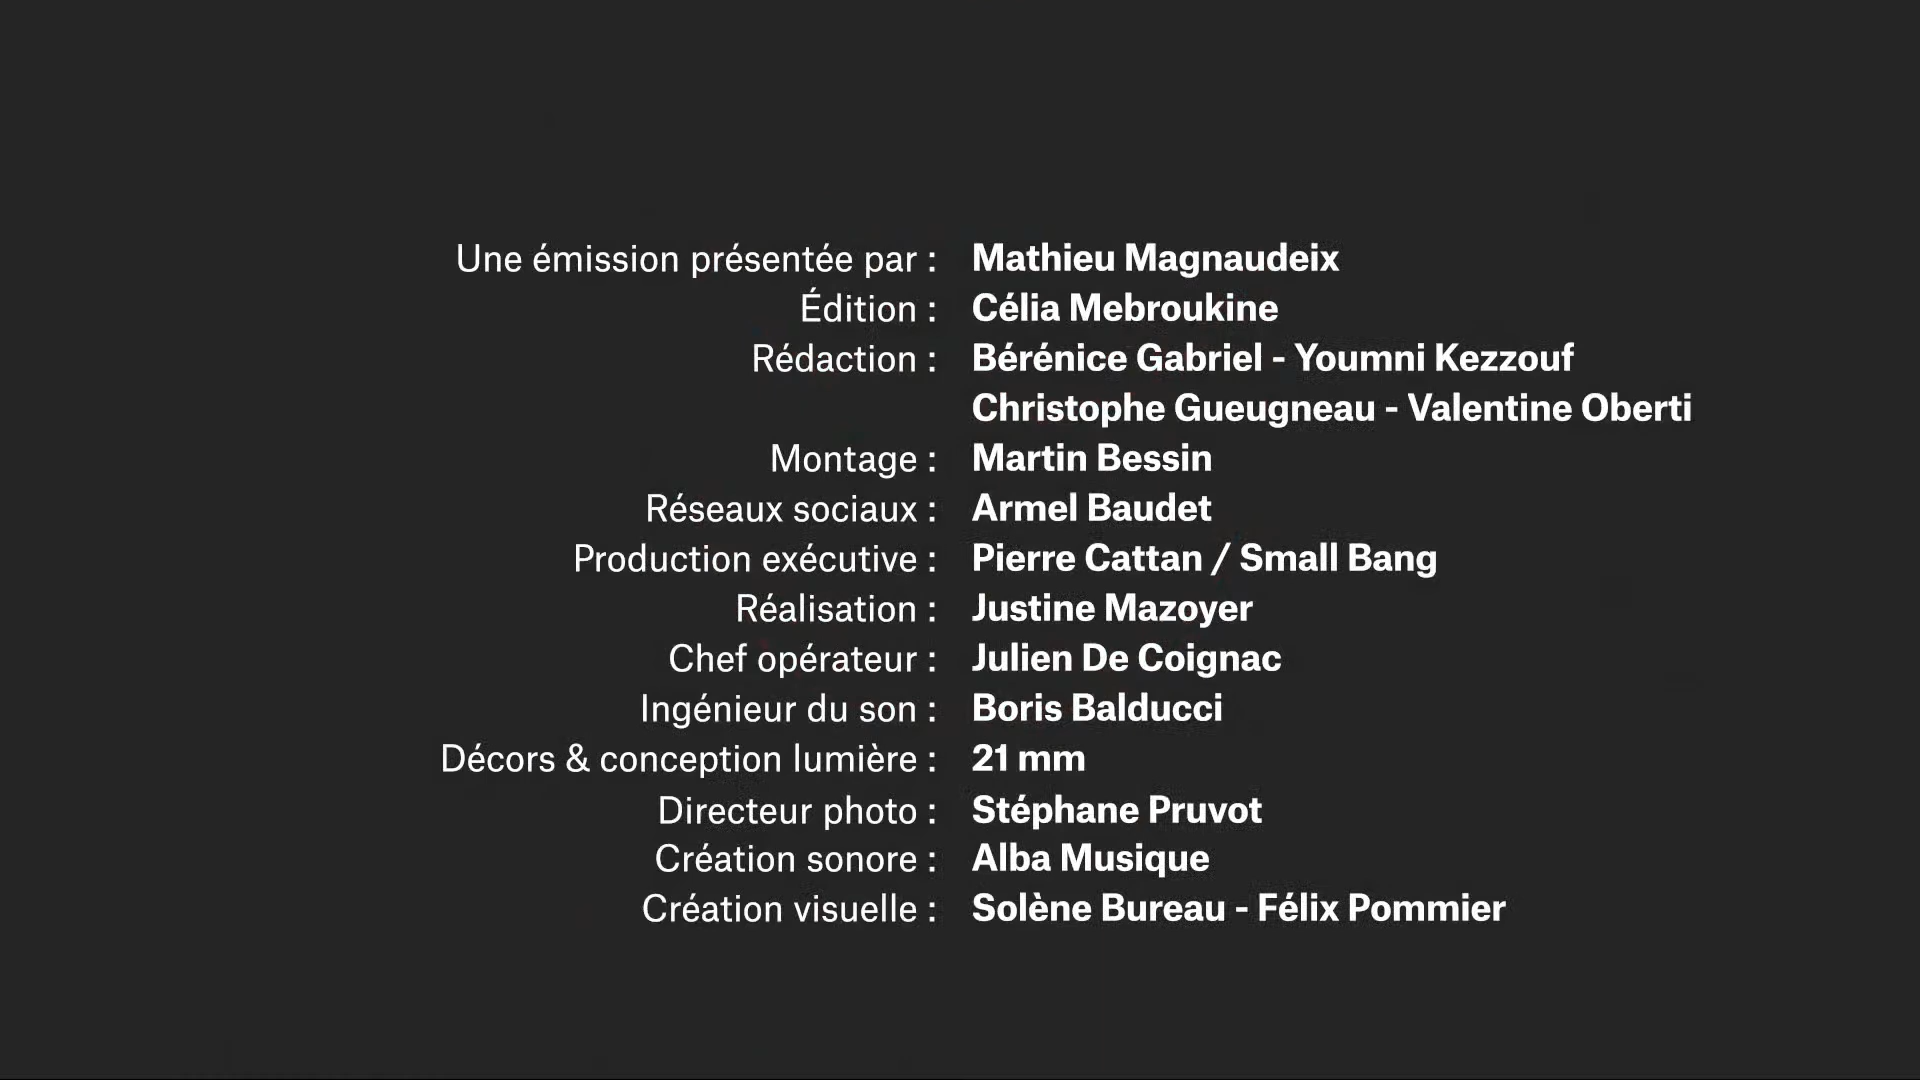 Une émission présentée par : Mathieu Magnaudeix
Édition : Célia Mebroukine
Rédaction : Bérénice Gabriel - Youmni Kezzouf
Christophe Gueugneau - Valentine Oberti
Montage : Martin Bessin
Réseaux sociaux : Armel Baudet
Production exécutive : Pierre Cattan / Small Bang
Réalisation : Justine Mazoyer
Chef opérateur : Julien De Coignac
Ingénieur du son : Boris Balducci
Décors & conception lumière : 21 mm
Directeur photo : Stéphane Pruvot
Création sonore : Alba Musique
Création visuelle : Solène Bureau - Félix Pommier